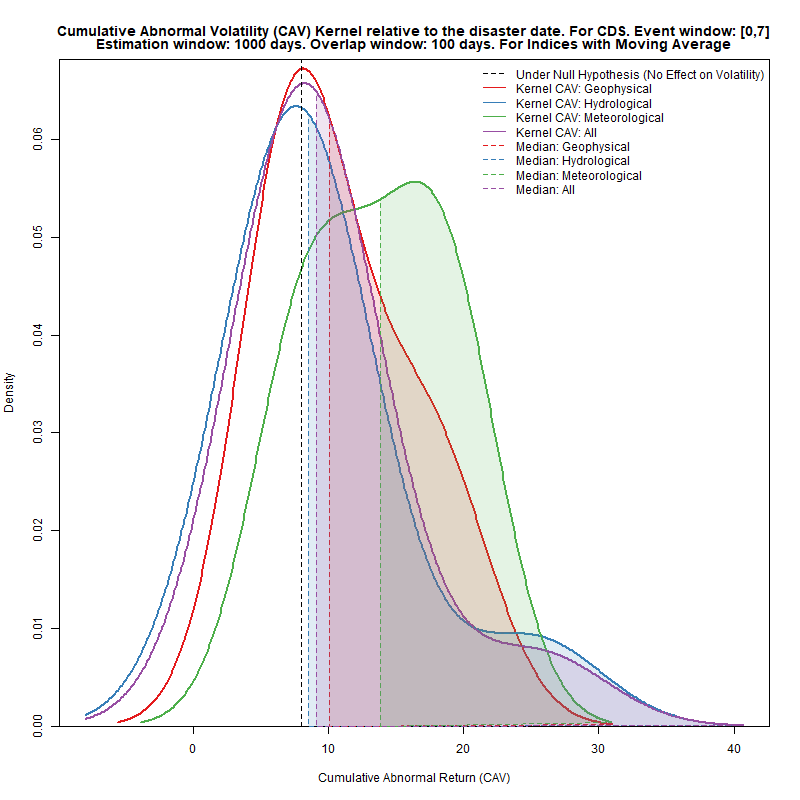 Cumulative Abnormal Volatility (CAV) Kernel relative to the disaster date. For CDS. Event window: [0,7]
Estimation window: 1000 days. Overlap window: 100 days. For Indices with Moving Average
Under Null Hypothesis (No Effect on Volatility)
Kernel CAV: Geophysical
Kernel CAV: Hydrological
Kernel CAV: Meteorological
Kernel CAV: All
Median: Geophysical
Median: Hydrological
Median: Meteorological
Median: All
Density
0.06
0.05
0.04
0.03
0.02
0.01
0.00
0 10 20 30 40
Cumulative Abnormal Return (CAV)